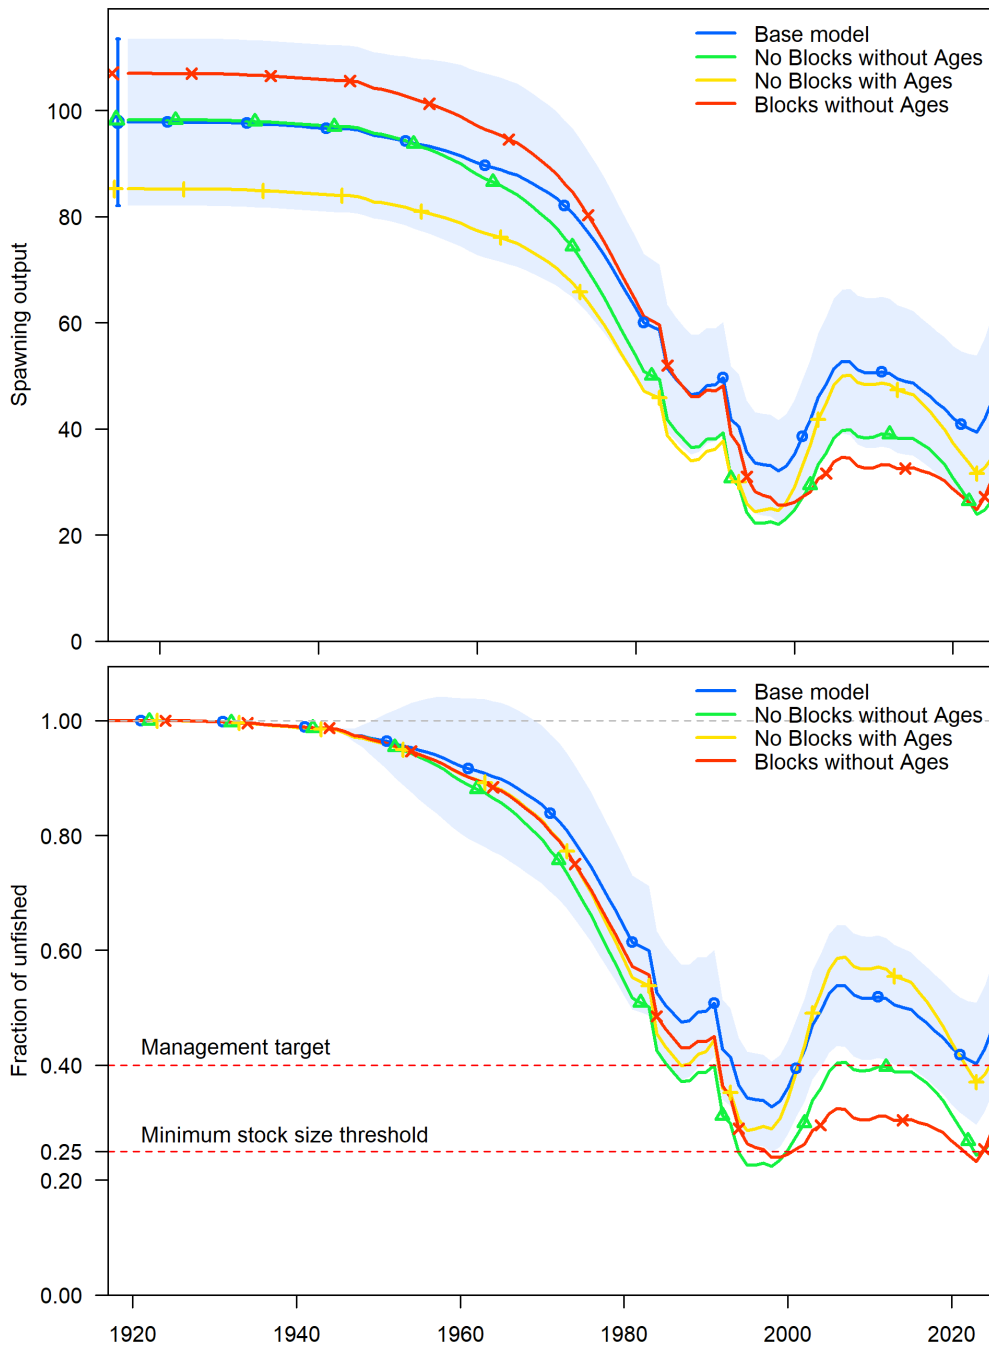 Base model
No Blocks without Ages
No Blocks with Ages
Blocks without Ages
Spawning output
100
80
60
40
20
0
Base model
No Blocks without Ages
No Blocks with Ages
Blocks without Ages
Fraction of unfished
1.00
0.80
0.60
0.40
0.25
0.20
0.00
Management target
Minimum stock size threshold
1920 1940 1960 1980 2000 2020